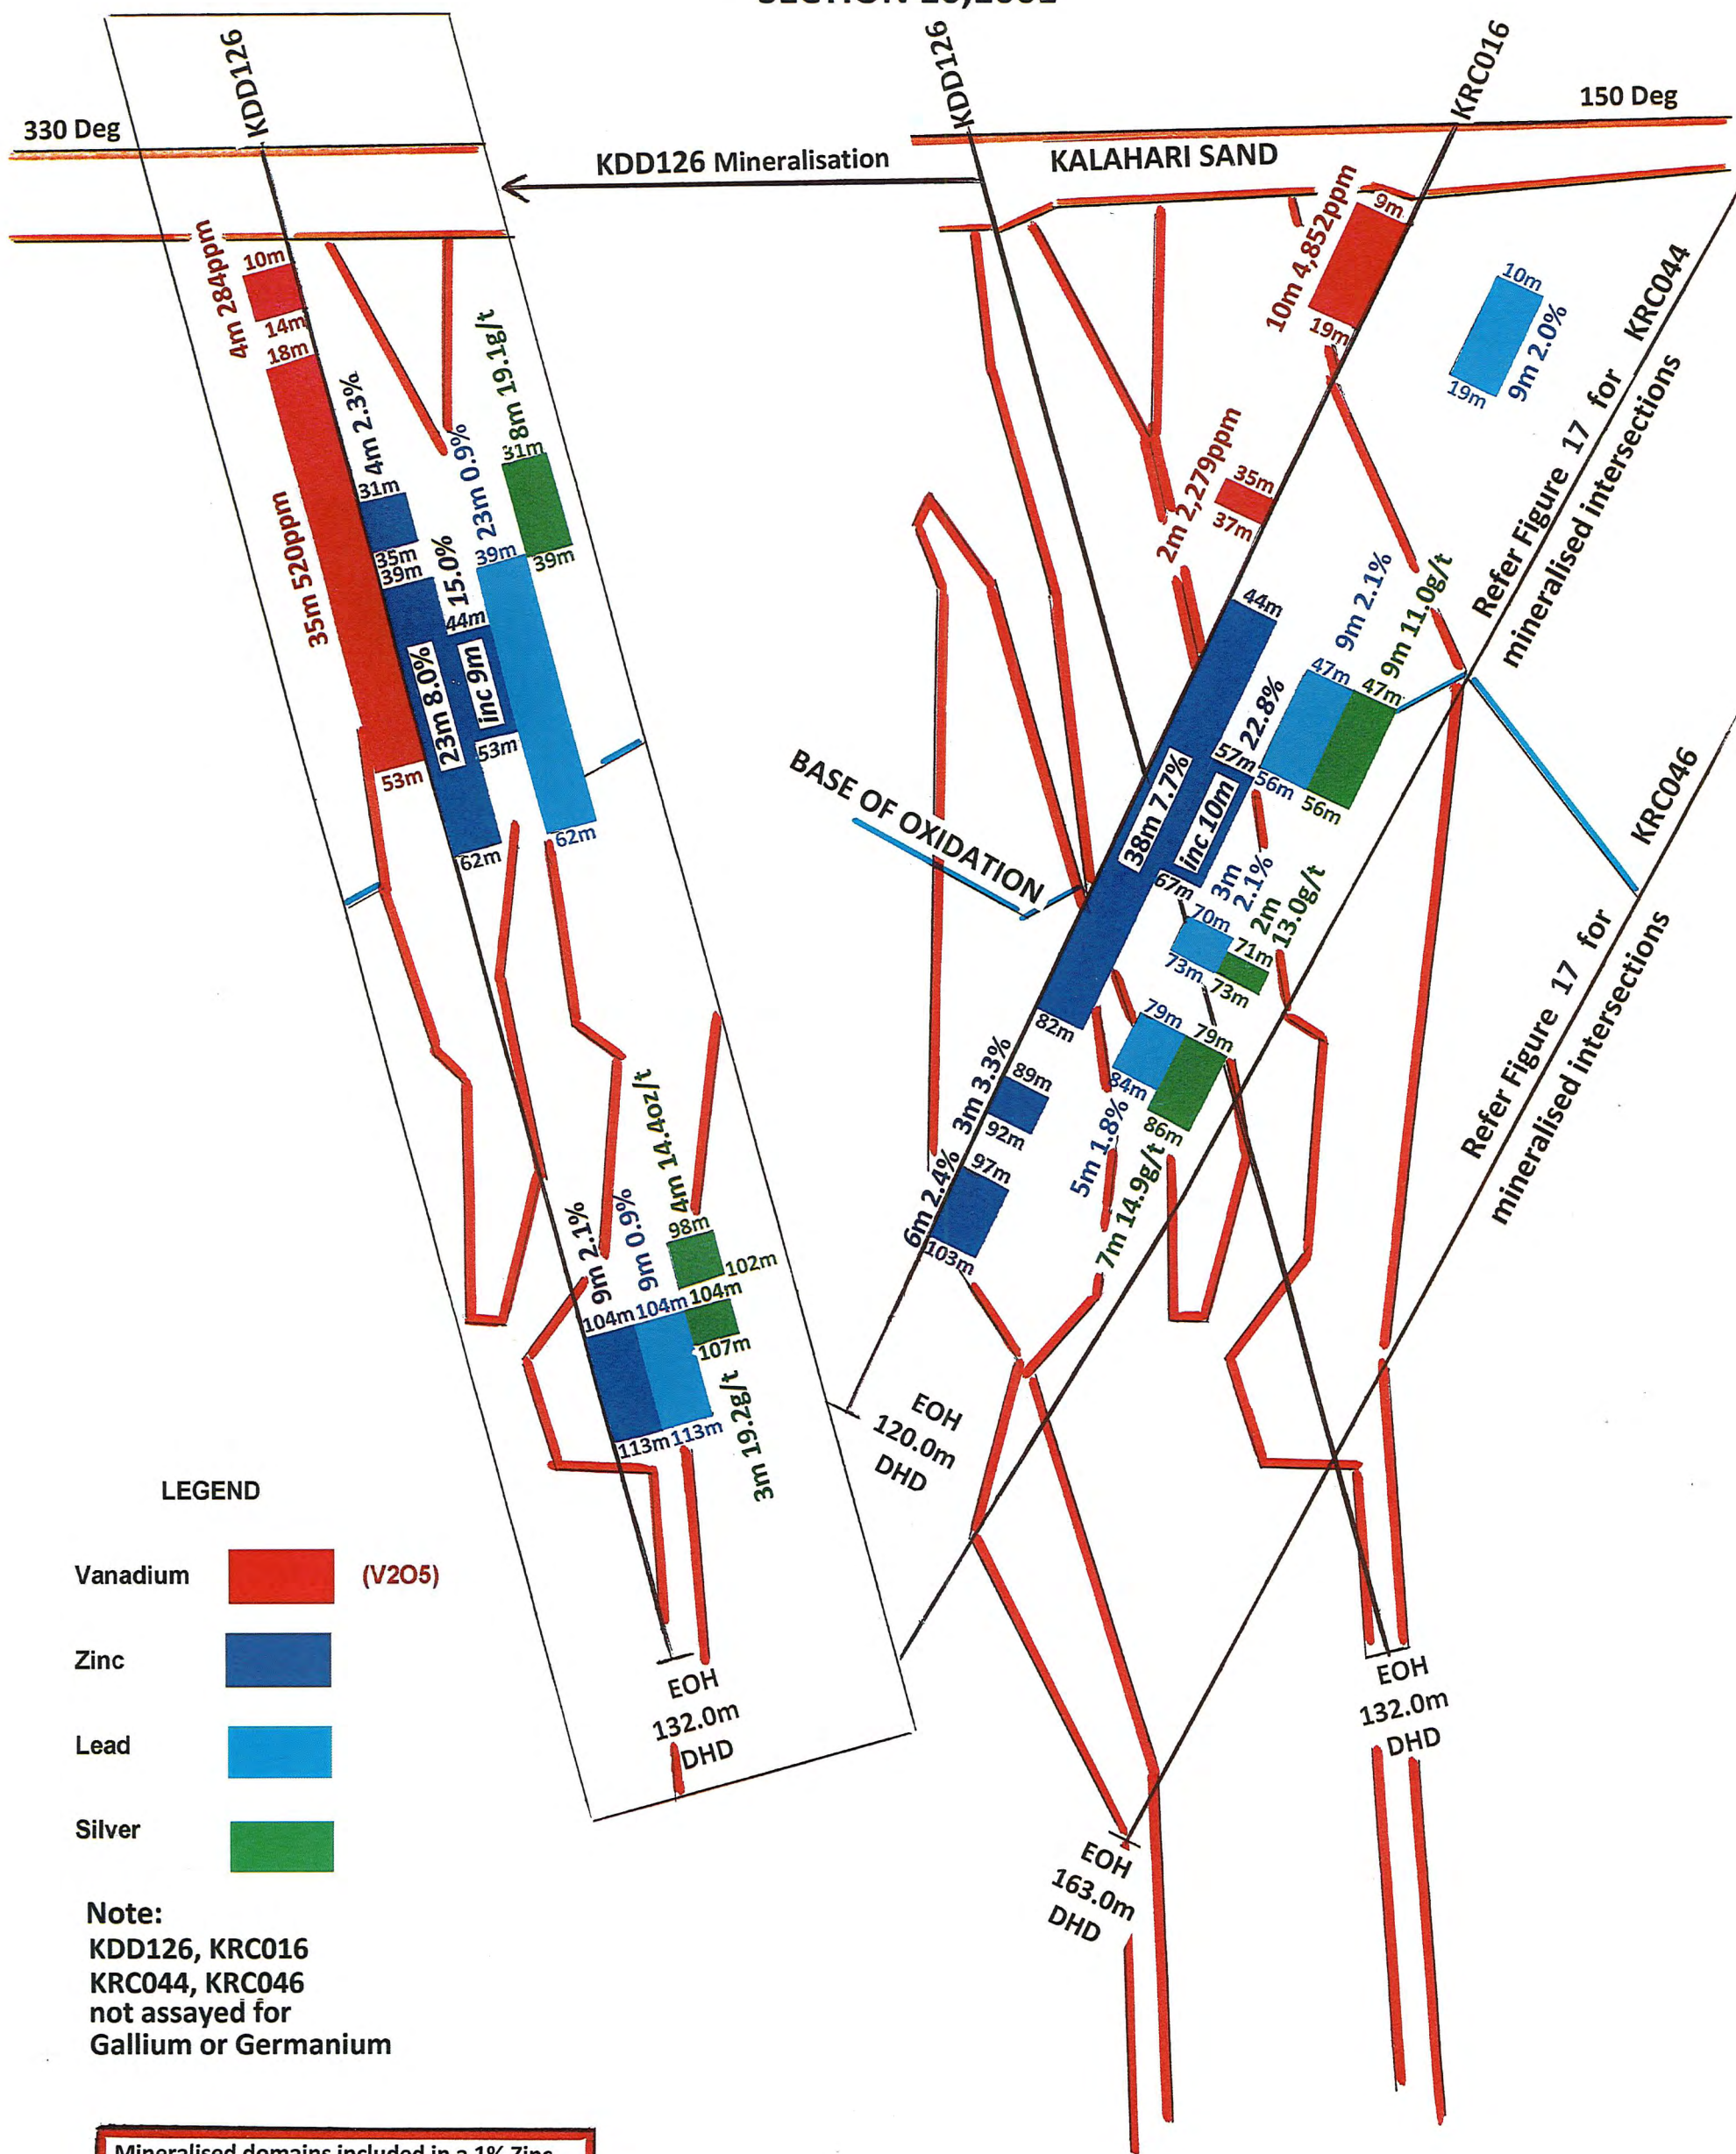 KDD126
KDD126
KRC016
330 Deg
150 Deg
KDD126 Mineralisation
KALAHARI SAND
4m 284ppm
10m
14m
18m
35m 520ppm
53m
4m 2.3%
31m
35m
39m
23m 8.0%
62m
15.0%
44m
inc 9m
53m
23m 0.9%
39m
62m
8m 19.1g/t
31m
39m
9m 2.1%
104m
113m
9m 0.9%
104m
113m
4m 14.4oz/t
98m
102m
104m
107m
3m 19.2g/t
EOH
132.0m
DHD
10m 4,852ppm
9m
19m
10m
19m
9m 2.0%
2m 2,279ppm
35m
37m
44m
38m 7.7%
82m
22.8%
57m
inc 10m
67m
9m 2.1%
47m
56m
9m 11.0g/t
47m
56m
3m
2.1%
70m
73m
2m
13.0g/t
71m
73m
79m
84m
5m 1.8%
79m
86m
7m 14.9g/t
3m 3.3%
89m
92m
6m 2.4%
97m
103m
BASE OF OXIDATION
KRC044
Refer Figure 17 for
mineralised intersections
KRC046
Refer Figure 17 for
mineralised intersections
EOH
120.0m
DHD
EOH
163.0m
DHD
EOH
132.0m
DHD
LEGEND
Vanadium (V2O5)
Zinc
Lead
Silver
Note:
KDD126, KRC016
KRC044, KRC046
not assayed for
Gallium or Germanium
Mineralised domains included in a 1% Zinc